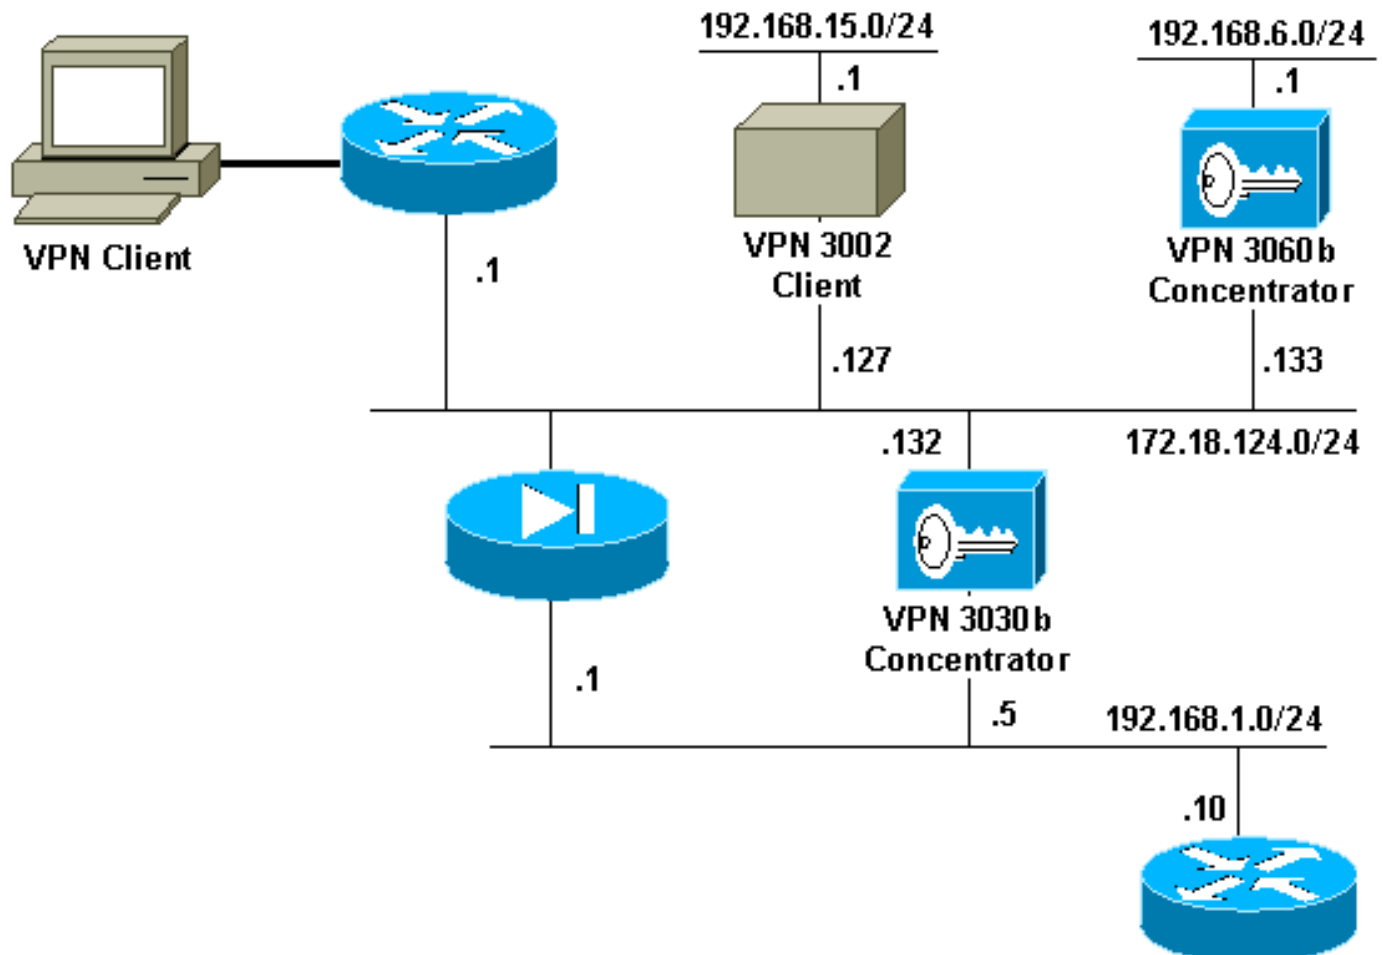 192.168.15.0/24
192.168.6.0/24
.1
.1
VPN Client
.1
VPN 3002
Client
VPN 3060b
Concentrator
.127
.133
.132
172.18.124.0/24
VPN 3030b
Concentrator
.1
.5
192.168.1.0/24
.10